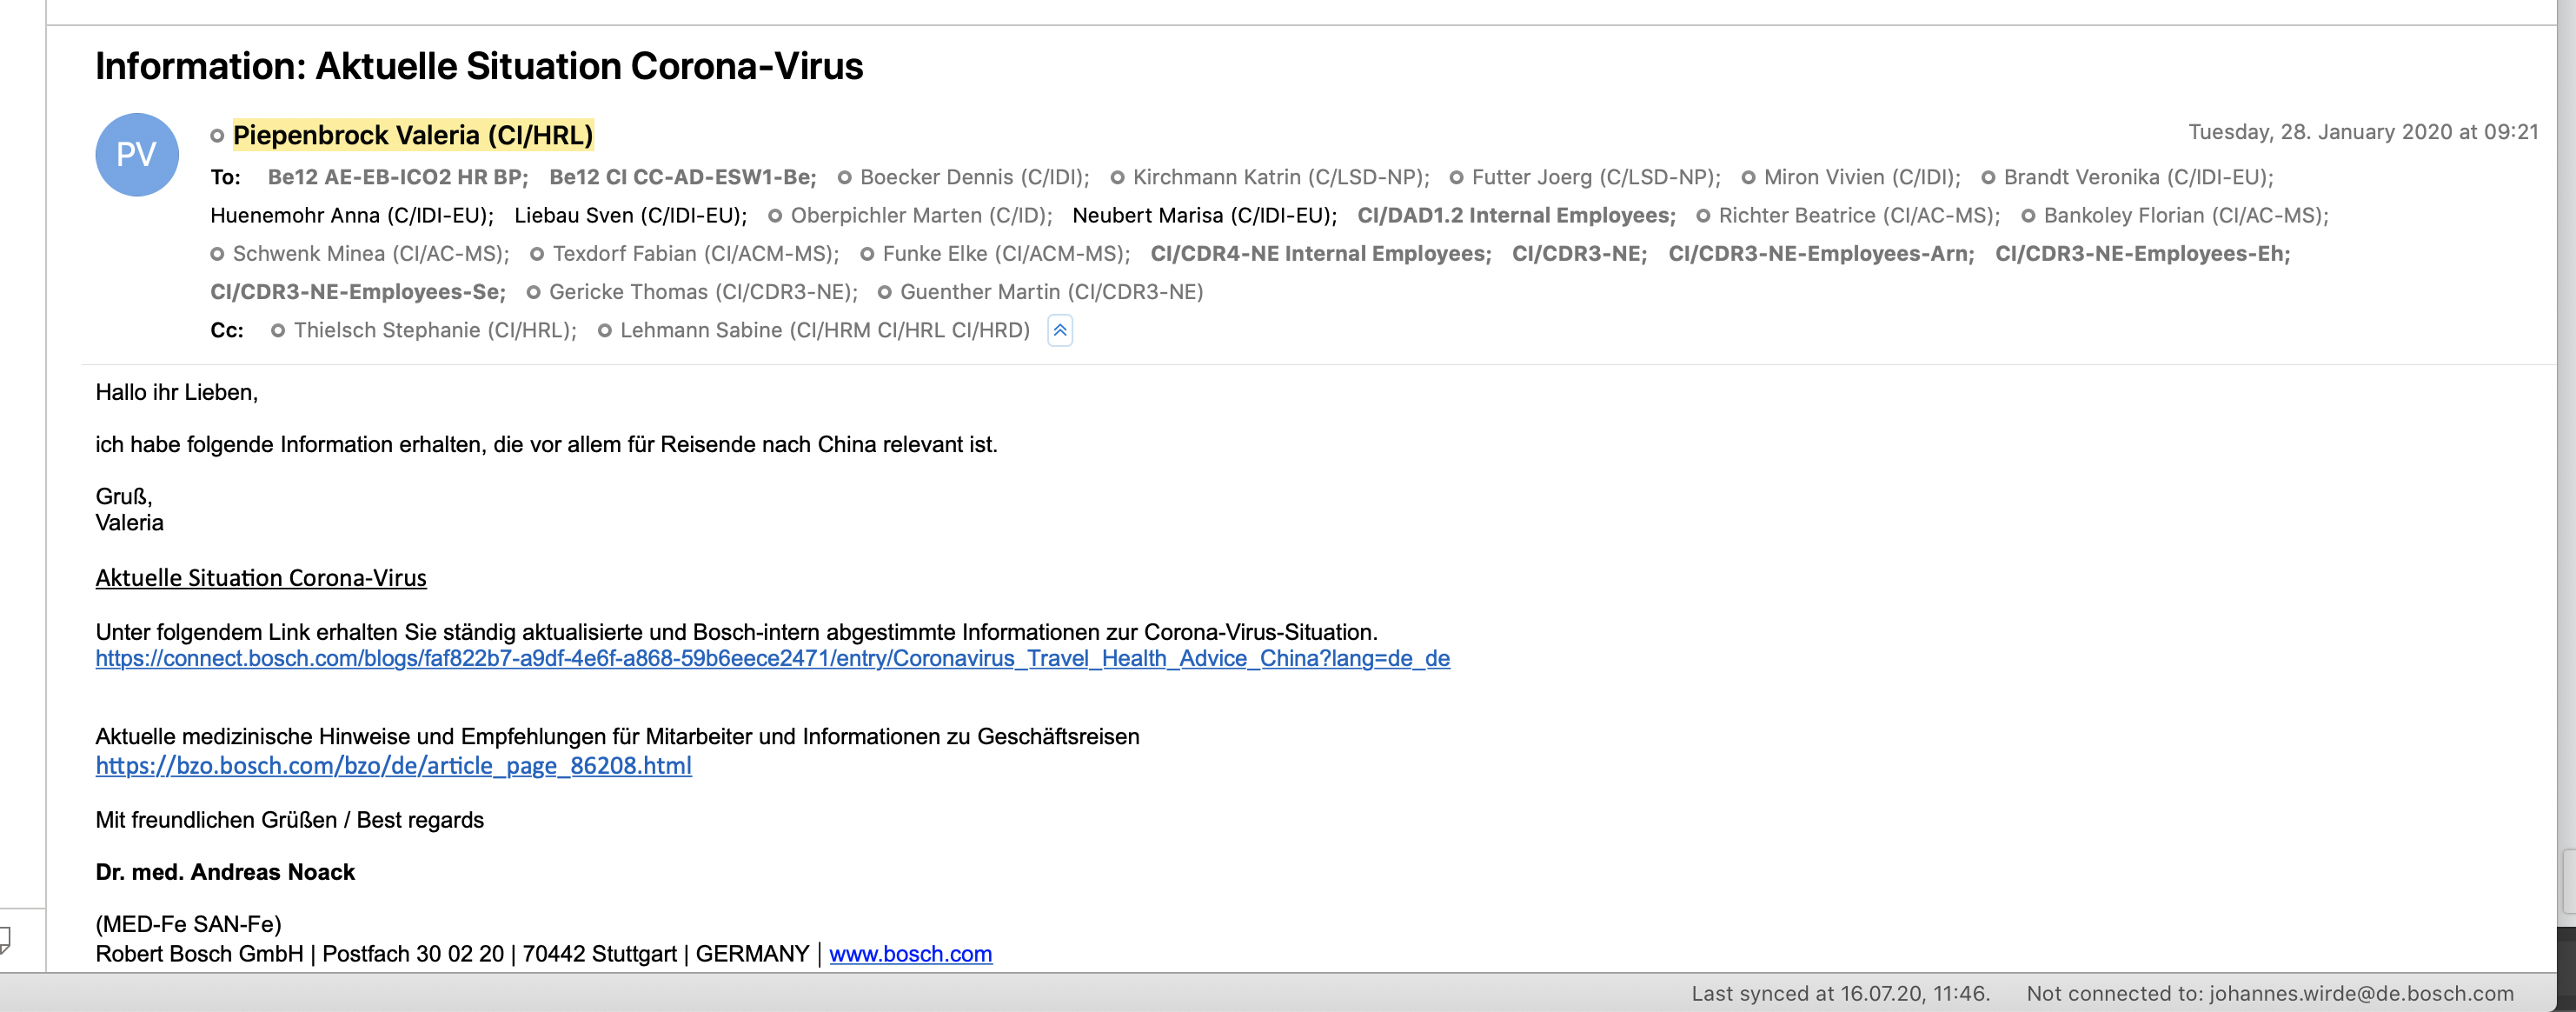 Information: Aktuelle Situation Corona-Virus
PV
Piepenbrock Valeria (CI/HRL)
Tuesday, 28. January 2020 at 09:21
To: Be12 AE-EB-ICO2 HR BP; Be12 CI CC-AD-ESW1-Be; Boecker Dennis (C/IDI); Kirchmann Katrin (C/LSD-NP); Futter Joerg (C/LSD-NP); Miron Vivien (C/IDI); Brandt Veronika (C/IDI-EU);
Huenemohr Anna (C/IDI-EU); Liebau Sven (C/IDI-EU); Oberpichler Marten (C/ID); Neubert Marisa (C/IDI-EU); CI/DAD1.2 Internal Employees; Richter Beatrice (CI/AC-MS); Bankoley Florian (CI/AC-MS);
Schwenk Minea (CI/AC-MS); Texdorf Fabian (CI/ACM-MS); Funke Elke (CI/ACM-MS); CI/CDR4-NE Internal Employees; CI/CDR3-NE; CI/CDR3-NE-Employees-Arn; CI/CDR3-NE-Employees-Eh;
CI/CDR3-NE-Employees-Se; Gericke Thomas (CI/CDR3-NE); Guenther Martin (CI/CDR3-NE)
Cc: Thielsch Stephanie (CI/HRL); Lehmann Sabine (CI/HRM CI/HRL CI/HRD)
Hallo ihr Lieben,
ich habe folgende Information erhalten, die vor allem für Reisende nach China relevant ist.
Gruß,
Valeria
Aktuelle Situation Corona-Virus
Unter folgendem Link erhalten Sie ständig aktualisierte und Bosch-intern abgestimmte Informationen zur Corona-Virus-Situation.
https://connect.bosch.com/blogs/faf822b7-a9df-4e6f-a868-59b6eece2471/entry/Coronavirus_Travel_Health_Advice_China?lang=de_de
Aktuelle medizinische Hinweise und Empfehlungen für Mitarbeiter und Informationen zu Geschäftsreisen
https://bzo.bosch.com/bzo/de/article_page_86208.html
Mit freundlichen Grüßen / Best regards
Dr. med. Andreas Noack
(MED-Fe SAN-Fe)
Robert Bosch GmbH | Postfach 30 02 20 | 70442 Stuttgart | GERMANY | www.bosch.com
Last synced at 16.07.20, 11:46. Not connected to: johannes.wirde@de.bosch.com